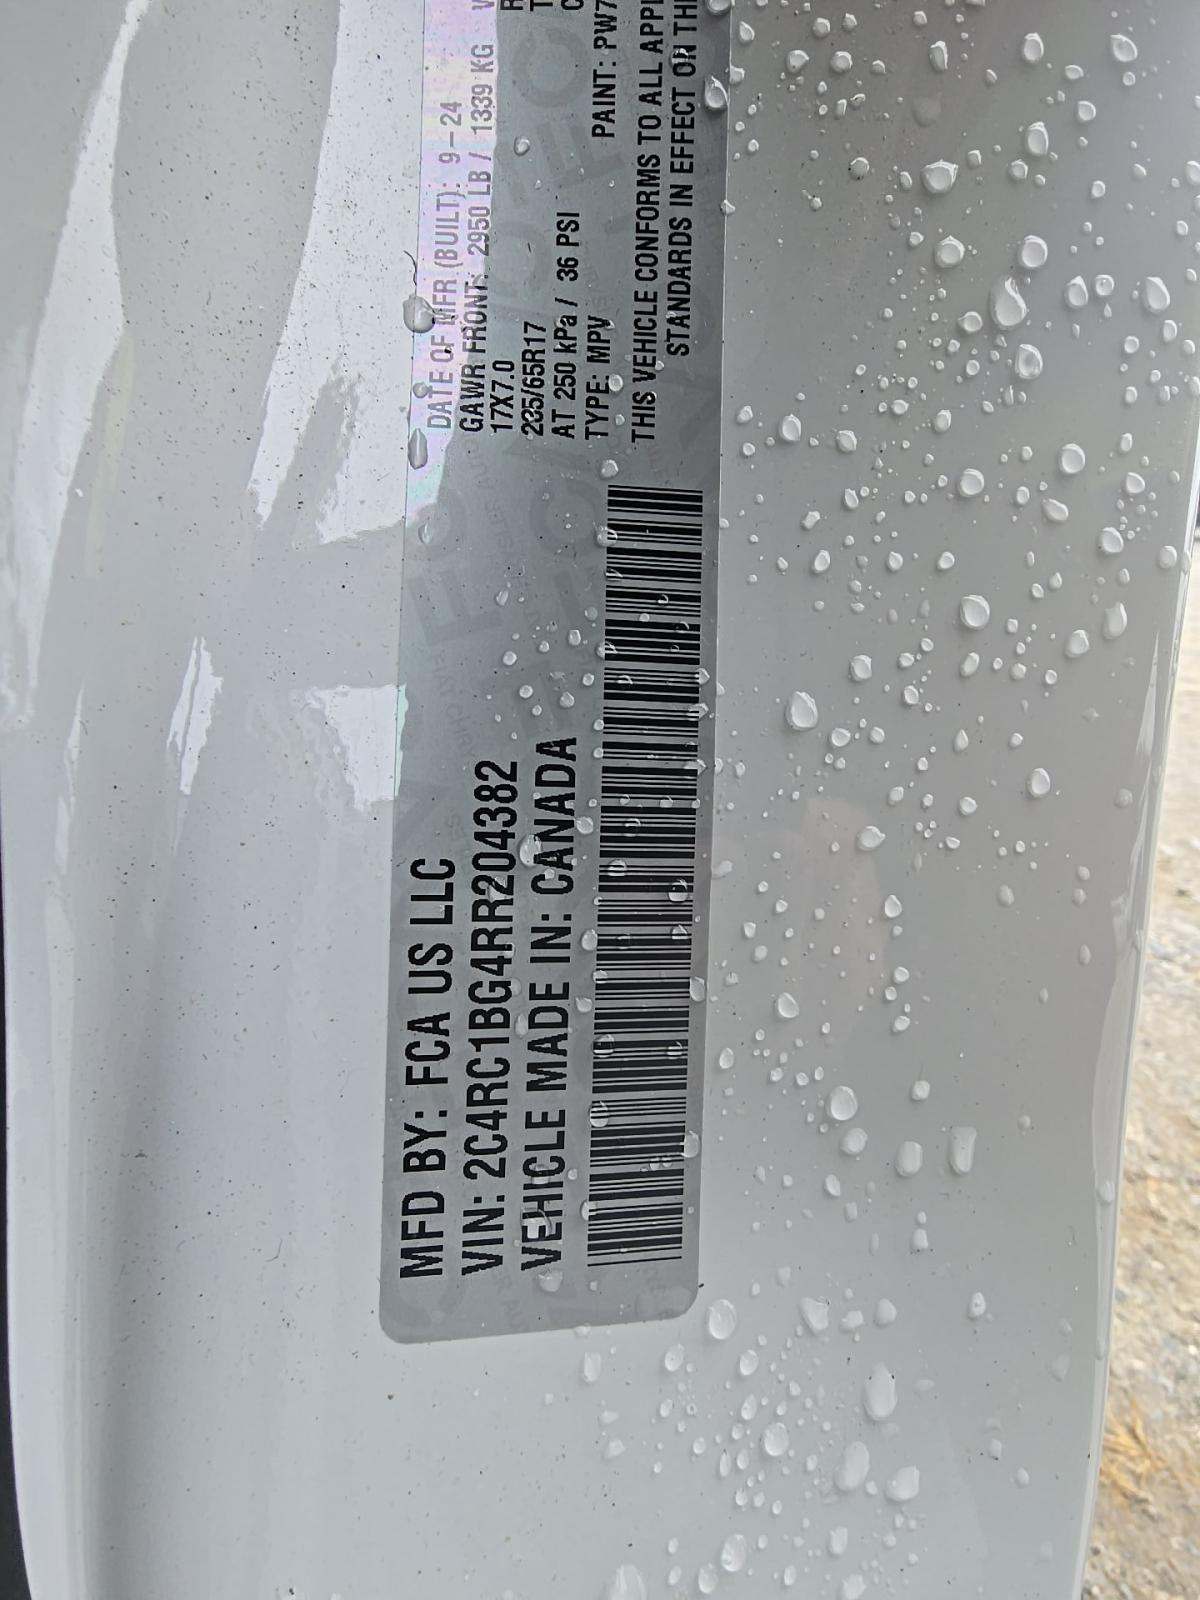 MFD BY: FCA US LLC
VIN: 2C4RC1BG4RR204382
VEHICLE MADE IN: CANADA
DATE OF MFR (BUILT): 9-24
GAWR FRONT: 2950 LB / 1339 KG
17X7.0
235/65R17
AT 250 kPa / 36 PSI
TYPE: MPV PAINT: PW7
THIS VEHICLE CONFORMS TO ALL
STANDARDS IN EFFECT ON